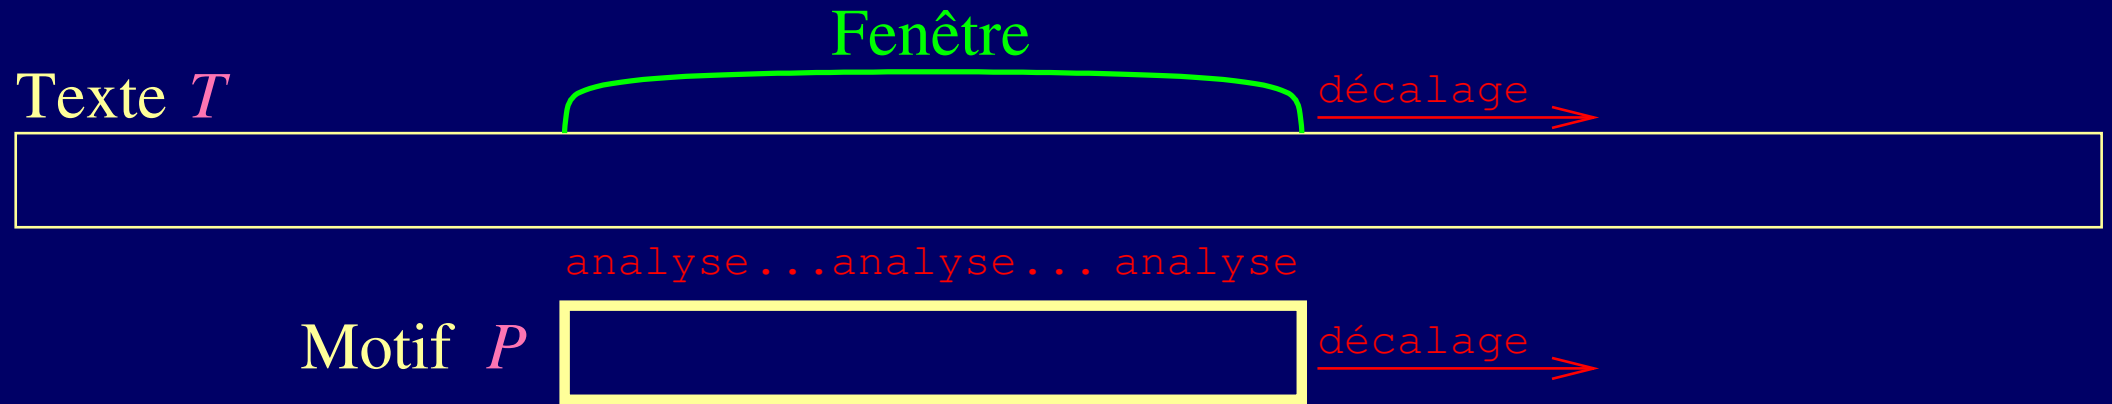 Fenêtre
Texte T
décalage
analyse...analyse... analyse
Motif P
décalage